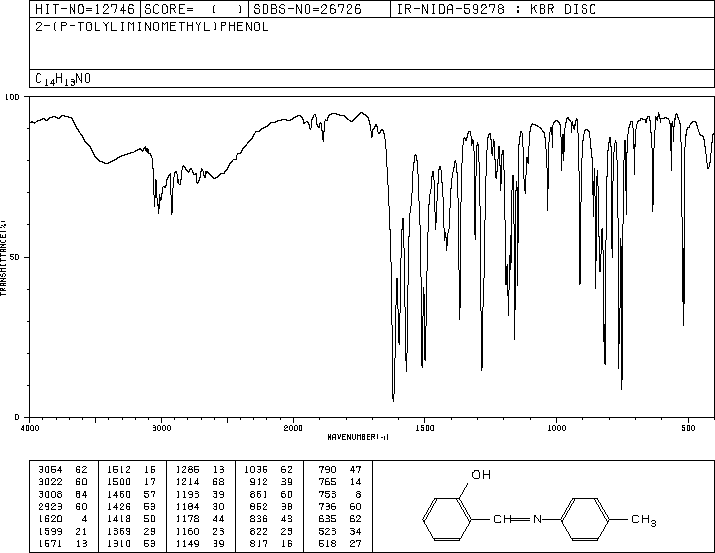 HIT-NO=12746 SCORE= ( ) SDBS-NO=26726 IR-NIDA-59278 : KBR DISC
2-(P-TOLYLIMINOMETHYL)PHENOL
C14H13NO
100
50
0
TRANSMITTANCE(%)
4000 3000 2000 1500 1000 500
WAVENUMBER(-1)
3054 62 1512 15 1285 13 1036 62 790 47
3022 60 1500 17 1214 68 912 39 765 14
3008 64 1460 57 1193 39 861 60 753 8
2923 60 1426 53 1184 30 852 38 736 60
1620 4 1418 50 1178 44 836 43 635 62
1599 21 1369 29 1160 23 822 29 523 34
1571 13 1310 53 1149 39 817 16 518 27
OH
CH N CH3